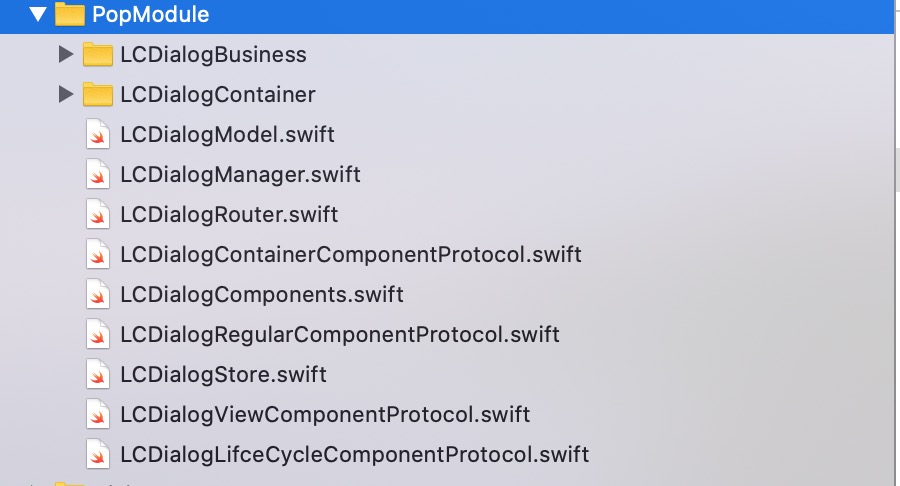 PopModule
LCDialogBusiness
LCDialogContainer
LCDialogModel.swift
LCDialogManager.swift
LCDialogRouter.swift
LCDialogContainerComponentProtocol.swift
LCDialogComponents.swift
LCDialogRegularComponentProtocol.swift
LCDialogStore.swift
LCDialogViewComponentProtocol.swift
LCDialogLifceCycleComponentProtocol.swift